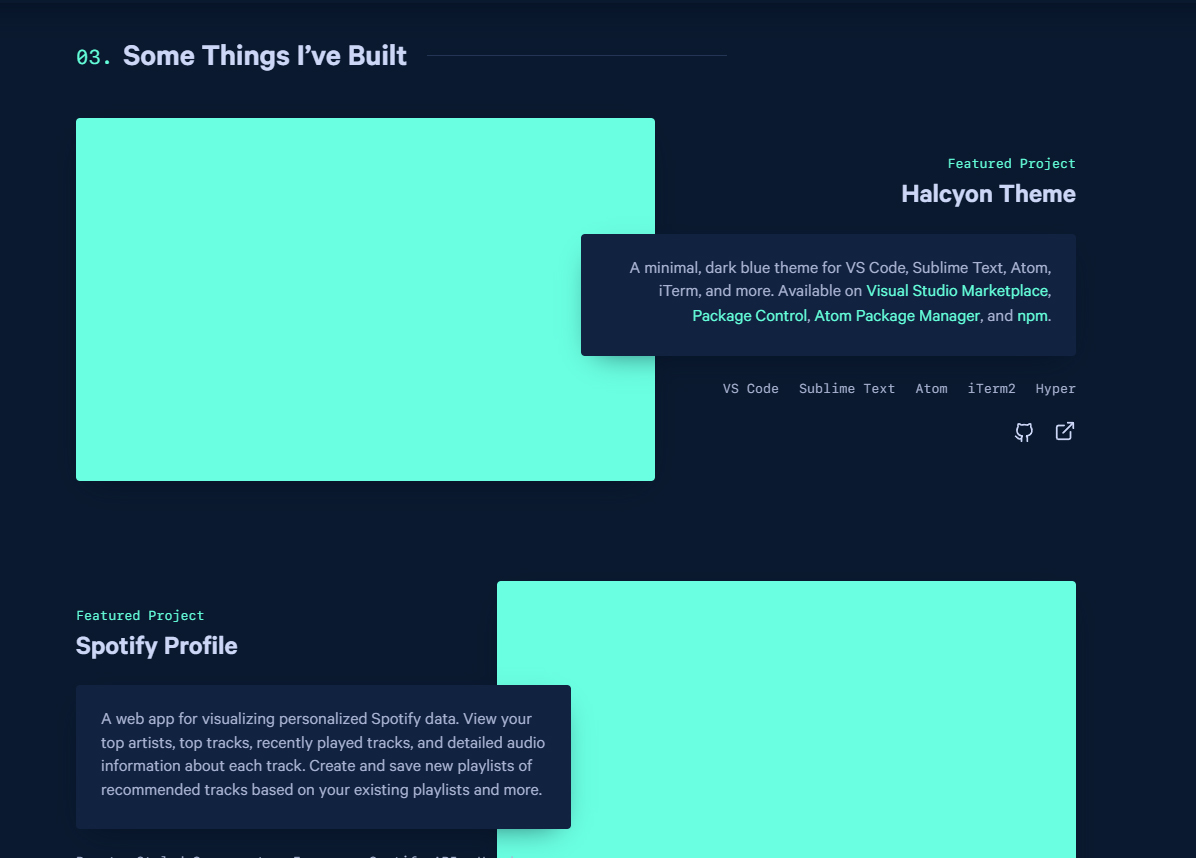 03. Some Things I’ve Built
Featured Project
Halcyon Theme
A minimal, dark blue theme for VS Code, Sublime Text, Atom,
iTerm, and more. Available on Visual Studio Marketplace,
Package Control, Atom Package Manager, and npm.
VS Code Sublime Text Atom iTerm2 Hyper
Featured Project
Spotify Profile
A web app for visualizing personalized Spotify data. View your
top artists, top tracks, recently played tracks, and detailed audio
information about each track. Create and save new playlists of
recommended tracks based on your existing playlists and more.